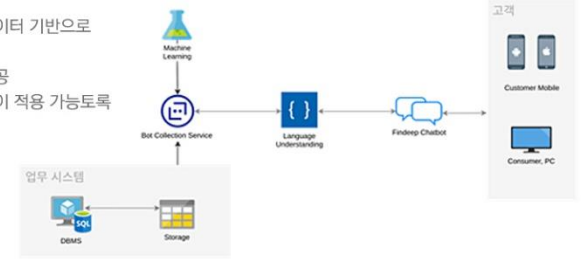 이터 기반으로
공
이 적용 가능토록
고객
Machine
Learning
Customer Mobile
{ }
Bot Collection Service
Language
Understanding
Findeep Chatbot
Consumer, PC
업무 시스템
SQL
DBMS
Storage